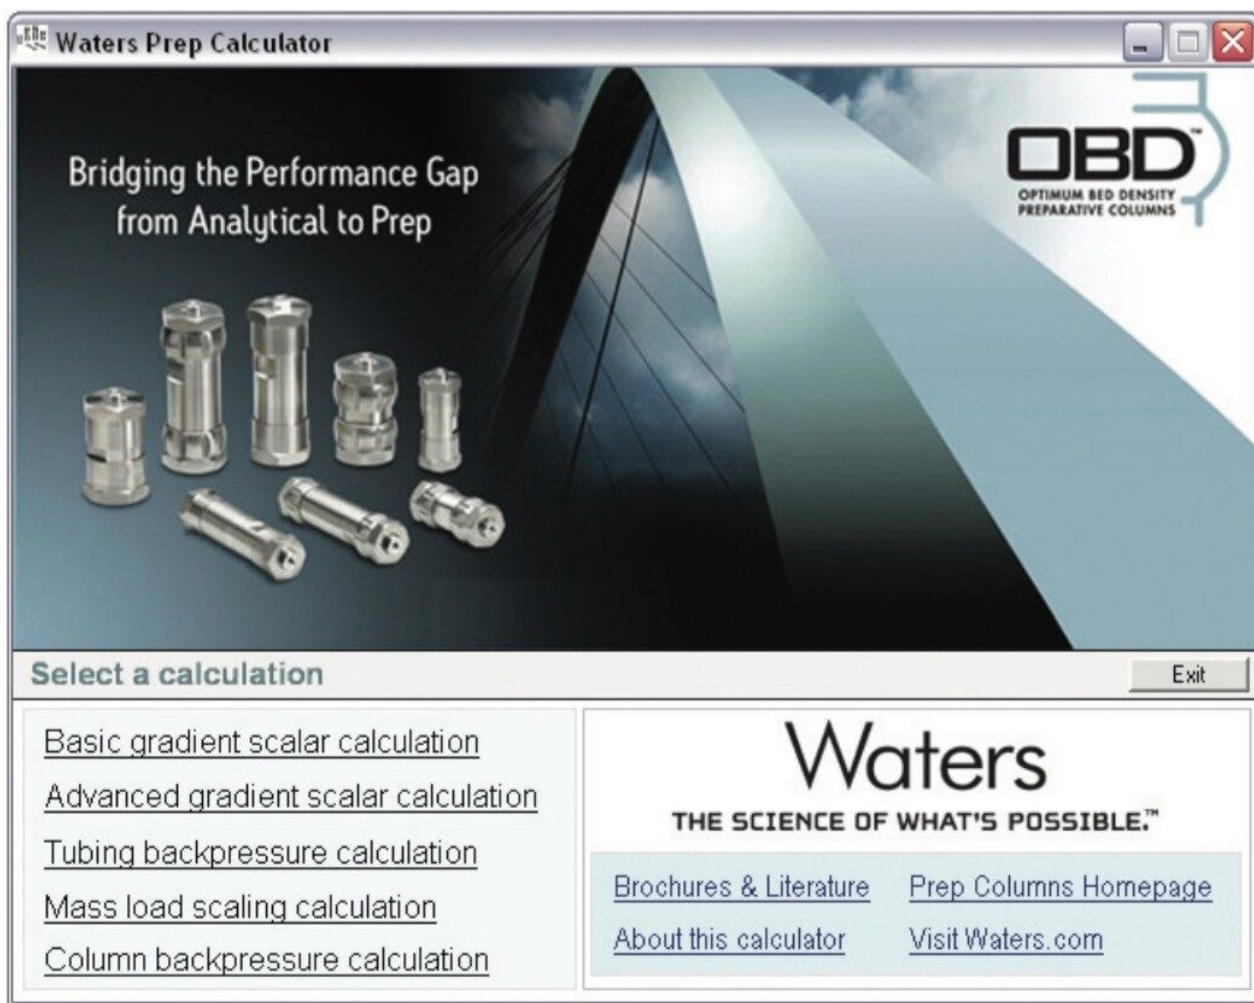 Waters Prep Calculator
Bridging the Performance Gap
from Analytical to Prep
OBD™
OPTIMUM BED DENSITY
PREPARATIVE COLUMNS
Select a calculation
Exit
Basic gradient scalar calculation
Advanced gradient scalar calculation
Tubing backpressure calculation
Mass load scaling calculation
Column backpressure calculation
Waters
THE SCIENCE OF WHAT'S POSSIBLE.™
Brochures & Literature
Prep Columns Homepage
About this calculator
Visit Waters.com